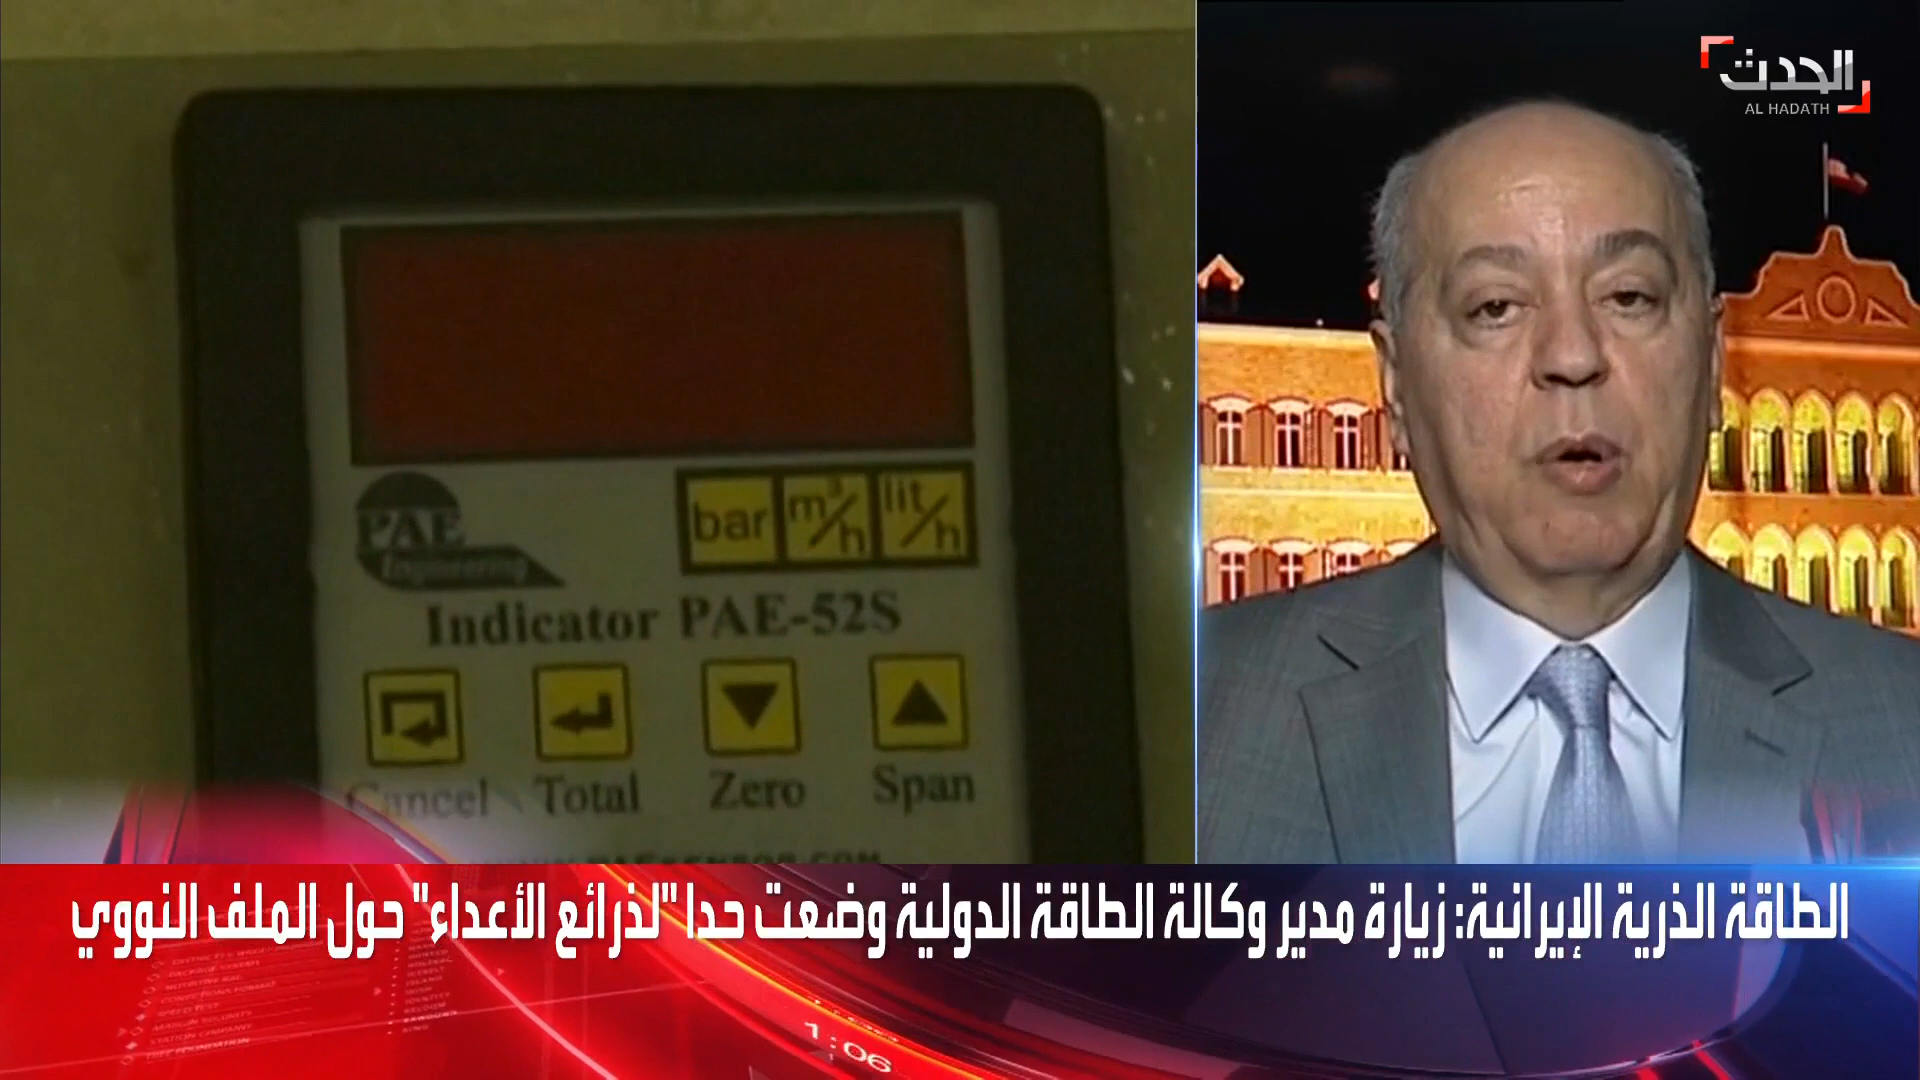 الحدث
AL HADATH
bar m³/h lit/h
PAE
Engineering
Indicator PAE-52S
Cancel Total Zero Span
الطاقة الذرية الإيرانية: زيارة مدير وكالة الطاقة الدولية وضعت حدا "لذرائع الأعداء" حول الملف النووي
1:06